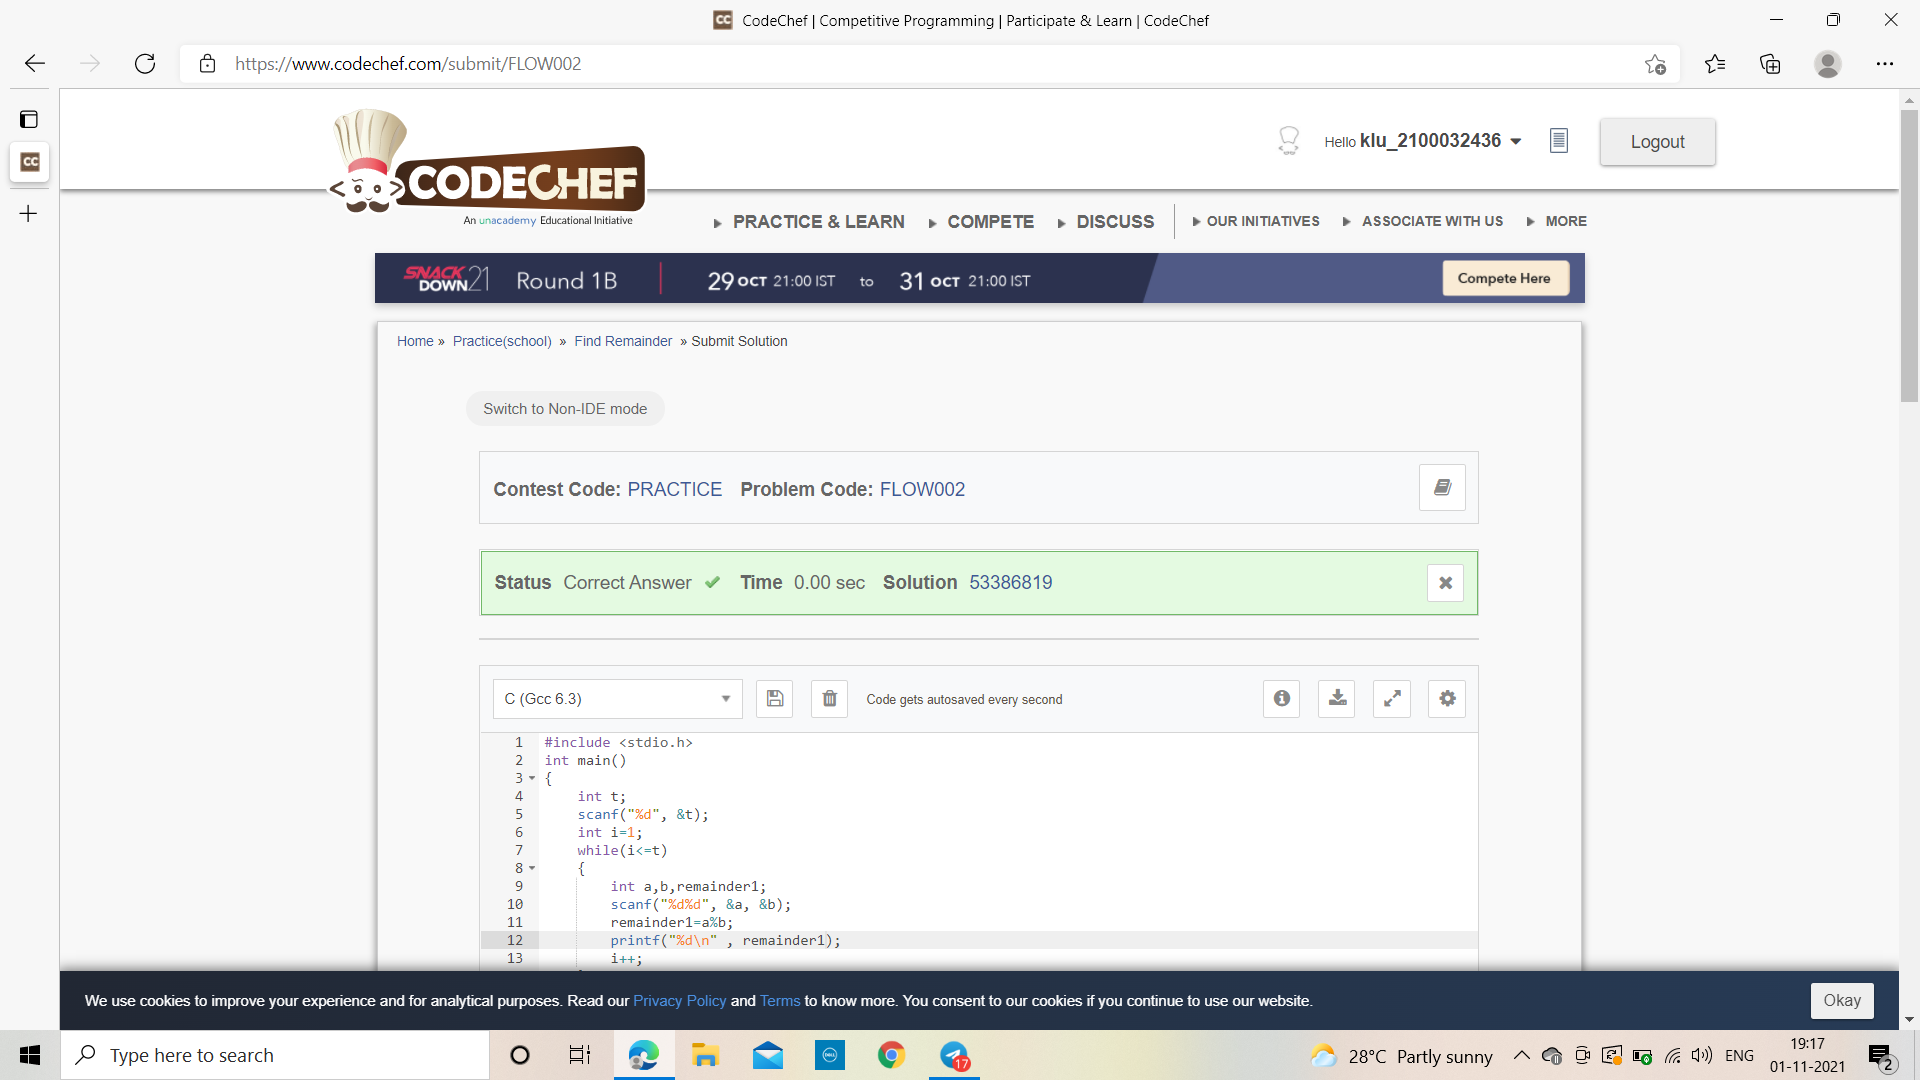 CC CodeChef | Competitive Programming | Participate & Learn | CodeChef
https://www.codechef.com/submit/FLOW002
CC
CODECHEF
An unacademy Educational Initiative
Hello klu_2100032436
Logout
PRACTICE & LEARN COMPETE DISCUSS OUR INITIATIVES ASSOCIATE WITH US MORE
SNACK DOWN 21 Round 1B 29 OCT 21:00 IST to 31 OCT 21:00 IST Compete Here
Home » Practice(school) » Find Remainder » Submit Solution
Switch to Non-IDE mode
Contest Code: PRACTICE Problem Code: FLOW002
Status Correct Answer ✔ Time 0.00 sec Solution 53386819
C (Gcc 6.3) Code gets autosaved every second
1 #include <stdio.h>
2 int main()
3 {
4 int t;
5 scanf("%d", &t);
6 int i=1;
7 while(i<=t)
8 {
9 int a,b,remainder1;
10 scanf("%d%d", &a, &b);
11 remainder1=a%b;
12 printf("%d\n" , remainder1);
13 i++;
We use cookies to improve your experience and for analytical purposes. Read our Privacy Policy and Terms to know more. You consent to our cookies if you continue to use our website. Okay
Type here to search
DELL
17
28°C Partly sunny
ENG
19:17
01-11-2021
2